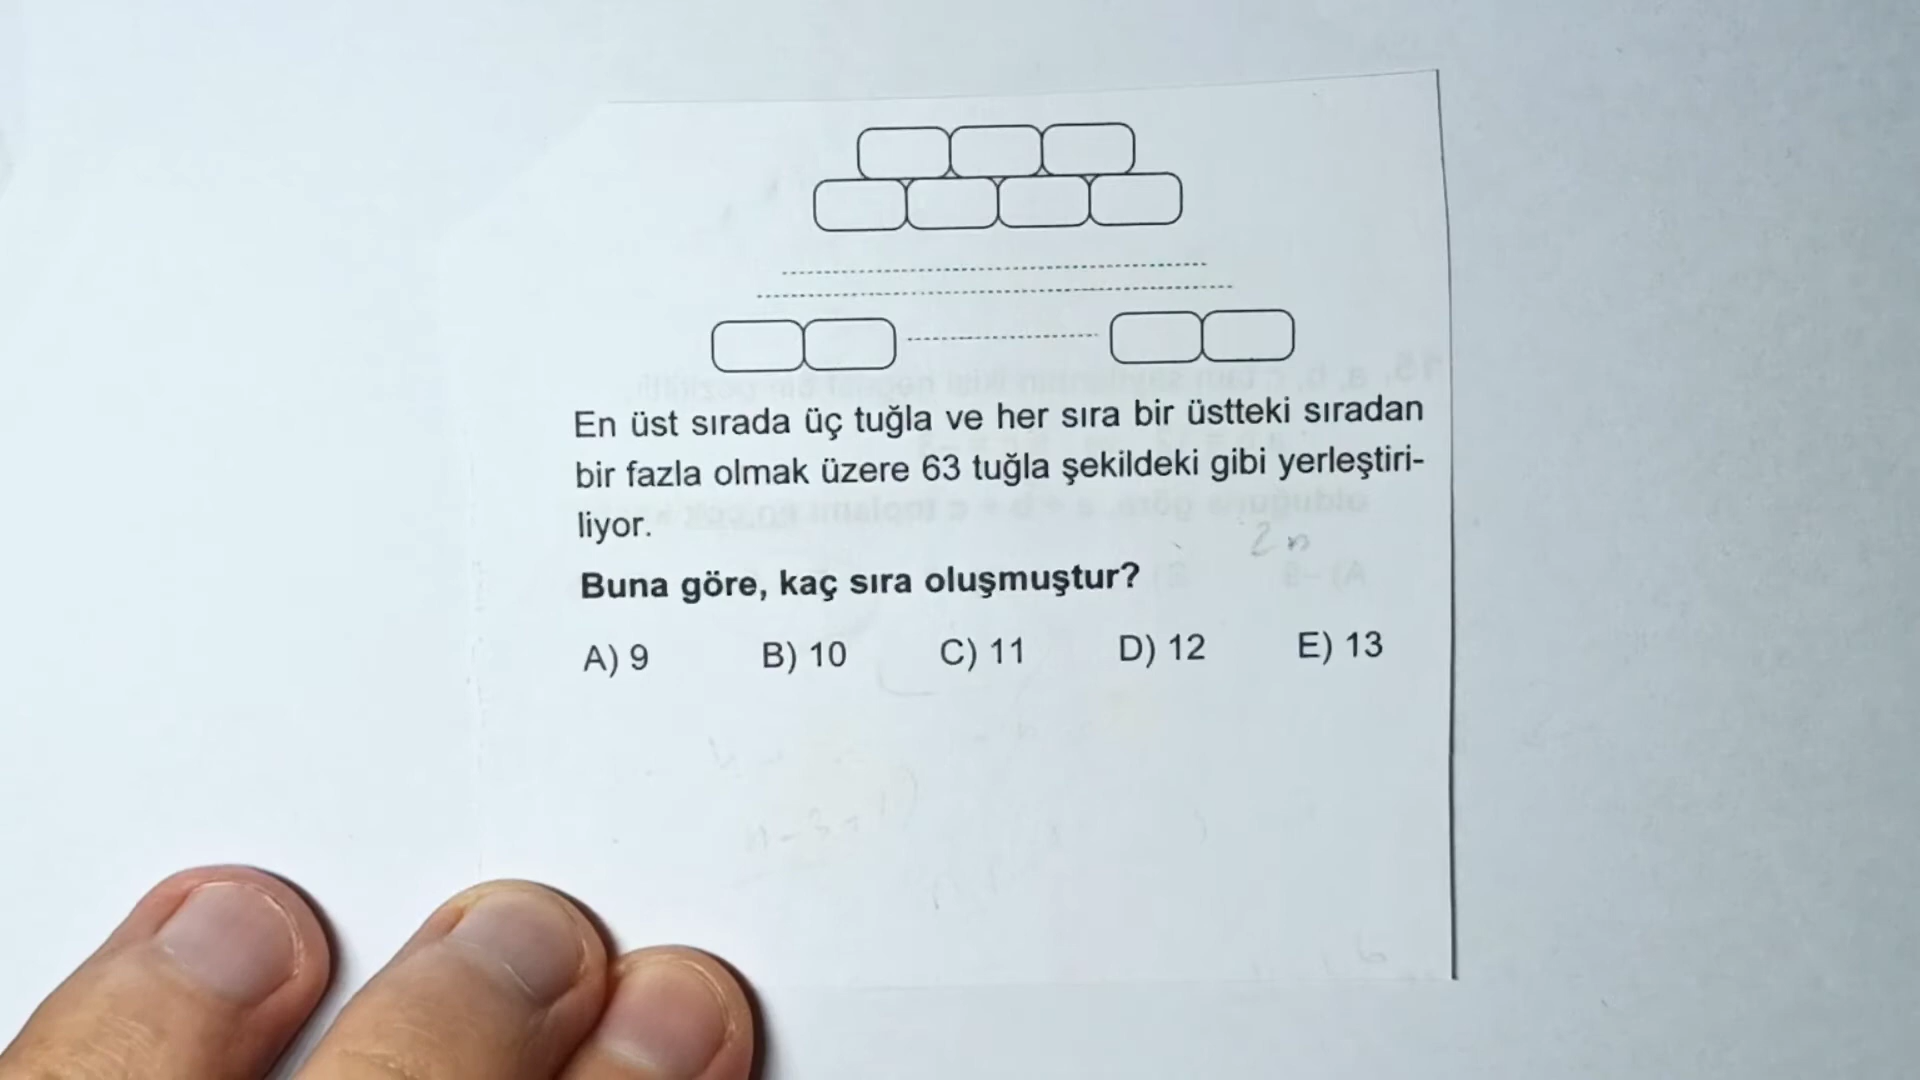 En üst sırada üç tuğla ve her sıra bir üstteki sıradan
bir fazla olmak üzere 63 tuğla şekildeki gibi yerleştiri-
liyor.
2n
Buna göre, kaç sıra oluşmuştur?
A) 9 B) 10 C) 11 D) 12 E) 13